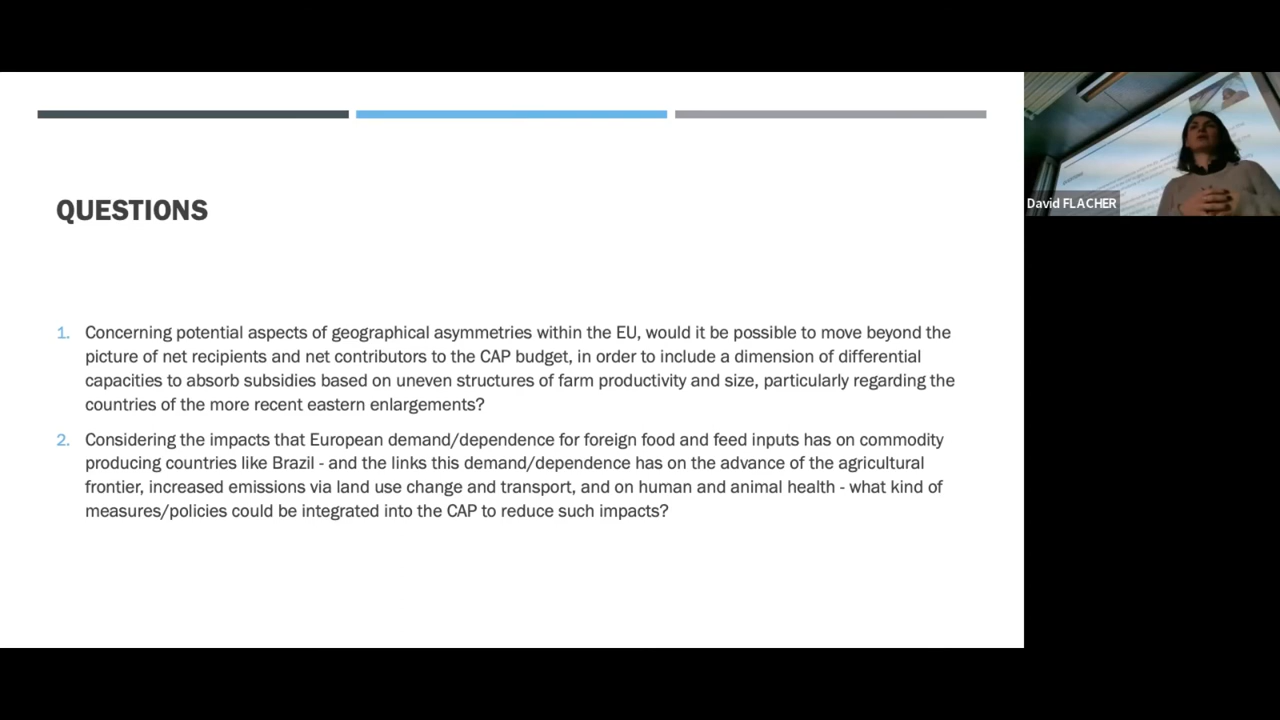 QUESTIONS
1. Concerning potential aspects of geographical asymmetries within the EU, would it be possible to move beyond the
picture of net recipients and net contributors to the CAP budget, in order to include a dimension of differential
capacities to absorb subsidies based on uneven structures of farm productivity and size, particularly regarding the
countries of the more recent eastern enlargements?
2. Considering the impacts that European demand/dependence for foreign food and feed inputs has on commodity
producing countries like Brazil - and the links this demand/dependence has on the advance of the agricultural
frontier, increased emissions via land use change and transport, and on human and animal health - what kind of
measures/policies could be integrated into the CAP to reduce such impacts?
David FLACHER